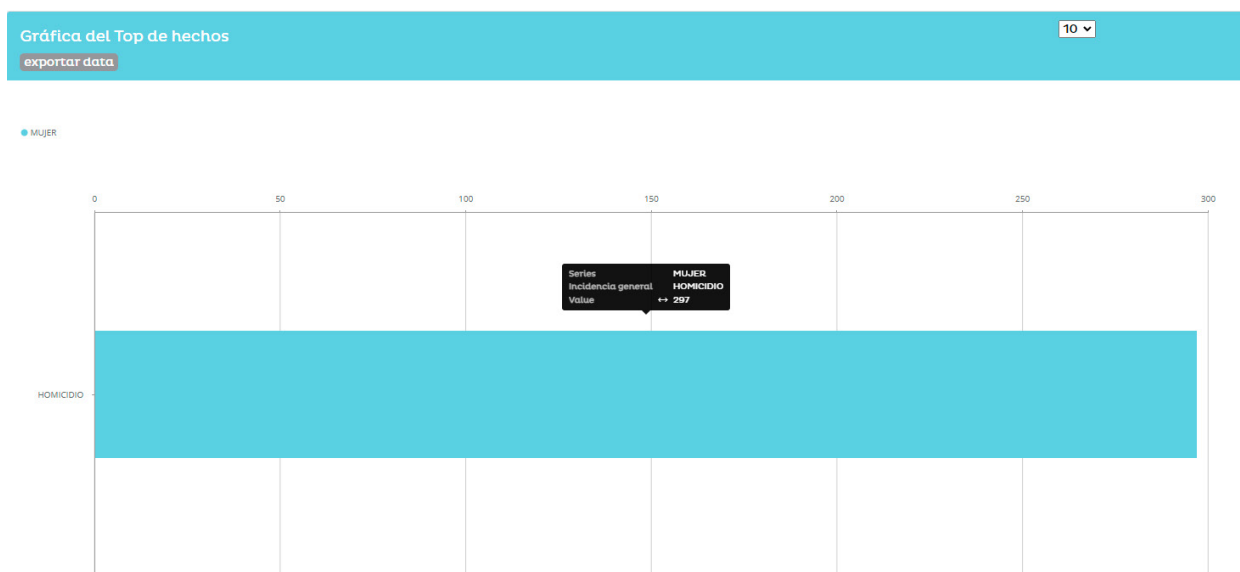 Gráfica del Top de hechos
10
exportar data
MUJER
0 50 100 150 200 250 300
Series MUJER
Incidencia general HOMICIDIO
Value ↔ 297
HOMICIDIO